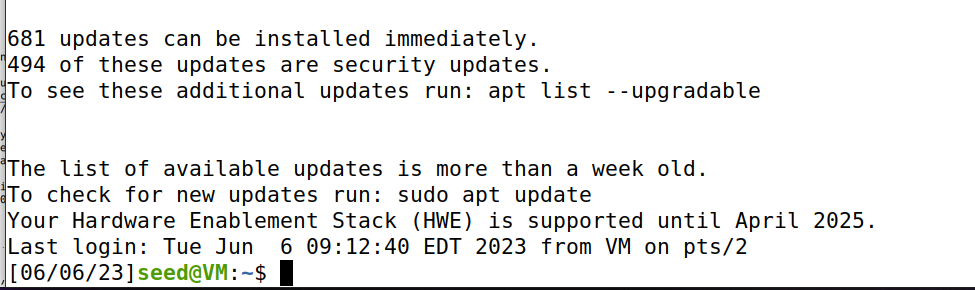 681 updates can be installed immediately.
494 of these updates are security updates.
To see these additional updates run: apt list --upgradable
The list of available updates is more than a week old.
To check for new updates run: sudo apt update
Your Hardware Enablement Stack (HWE) is supported until April 2025.
Last login: Tue Jun  6 09:12:40 EDT 2023 from VM on pts/2
[06/06/23]seed@VM:~$